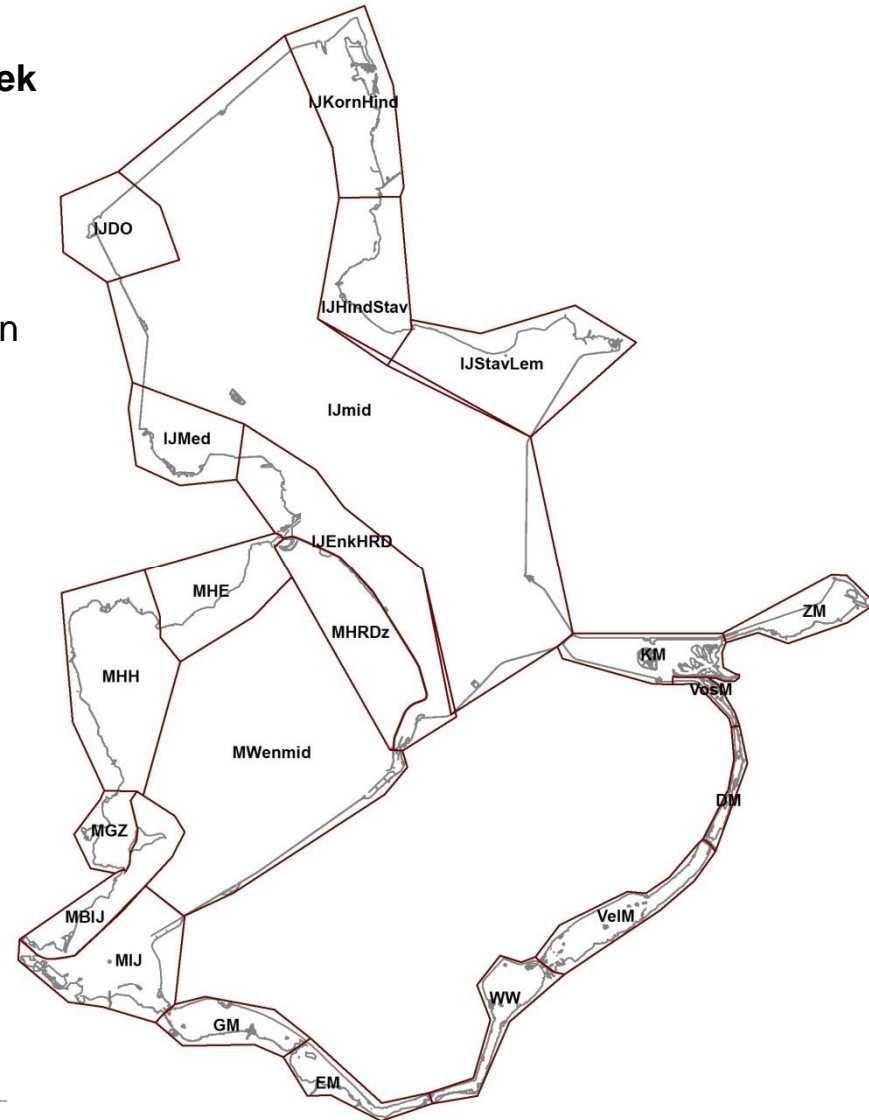 ek
IJKornHind
IJDO
n
IJHindStav
IJStavLem
IJmid
IJMed
IJEnkHRD
MHE
ZM
MHRDz
KM
MHH
VosM
MWenmid
DM
MGZ
VelM
MBIJ
MIJ
WW
GM
EM